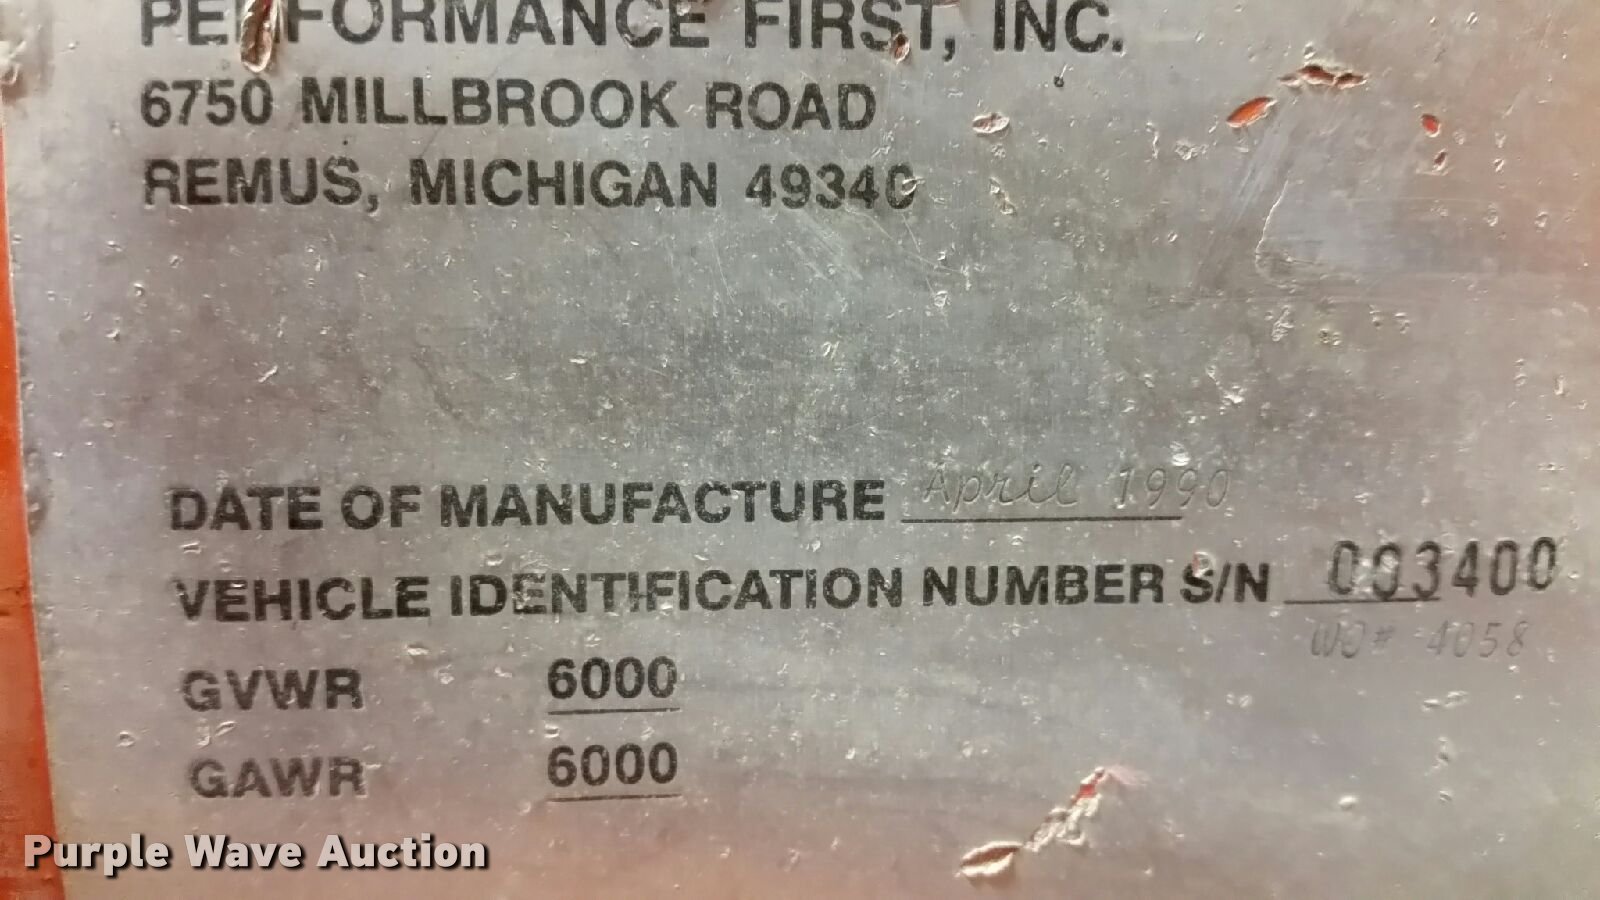 PERFORMANCE FIRST, INC.
6750 MILLBROOK ROAD
REMUS, MICHIGAN 49340
DATE OF MANUFACTURE April 1990
VEHICLE IDENTIFICATION NUMBER S/N 003400
WO# 4058
GVWR 6000
GAWR 6000
Purple Wave Auction